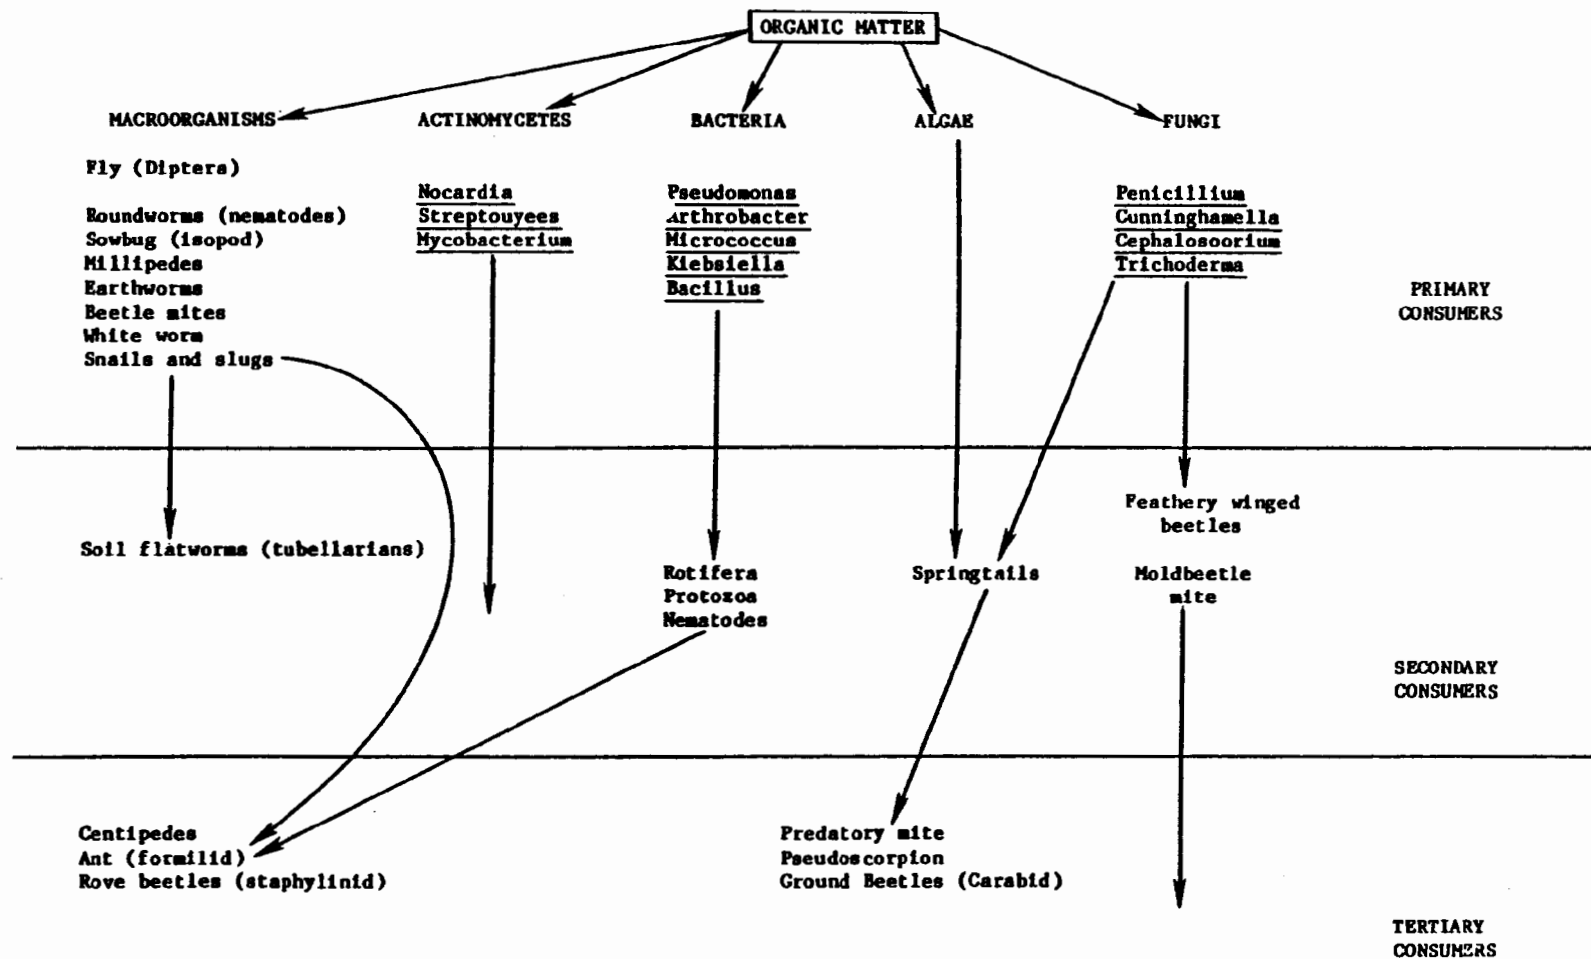 ORGANIC MATTER
MACROORGANISMS
ACTINOMYCETES
BACTERIA
ALGAE
FUNGI
Fly (Diptera)
Roundworms (nematodes)
Sowbug (isopod)
Millipedes
Earthworms
Beetle mites
White worm
Snails and slugs
Nocardia
Streptouyees
Mycobacterium
Pseudomonas
Arthrobacter
Micrococcus
Klebsiella
Bacillus
Penicillium
Cunninghamella
Cephalosoorium
Trichoderma
PRIMARY
CONSUMERS
Soil flatworms (tubellarians)
Rotifera
Protozoa
Nematodes
Springtails
Feathery winged
beetles
Moldbeetle
mite
SECONDARY
CONSUMERS
Centipedes
Ant (formilid)
Rove beetles (staphylinid)
Predatory mite
Pseudoscorpion
Ground Beetles (Carabid)
TERTIARY
CONSUMERS